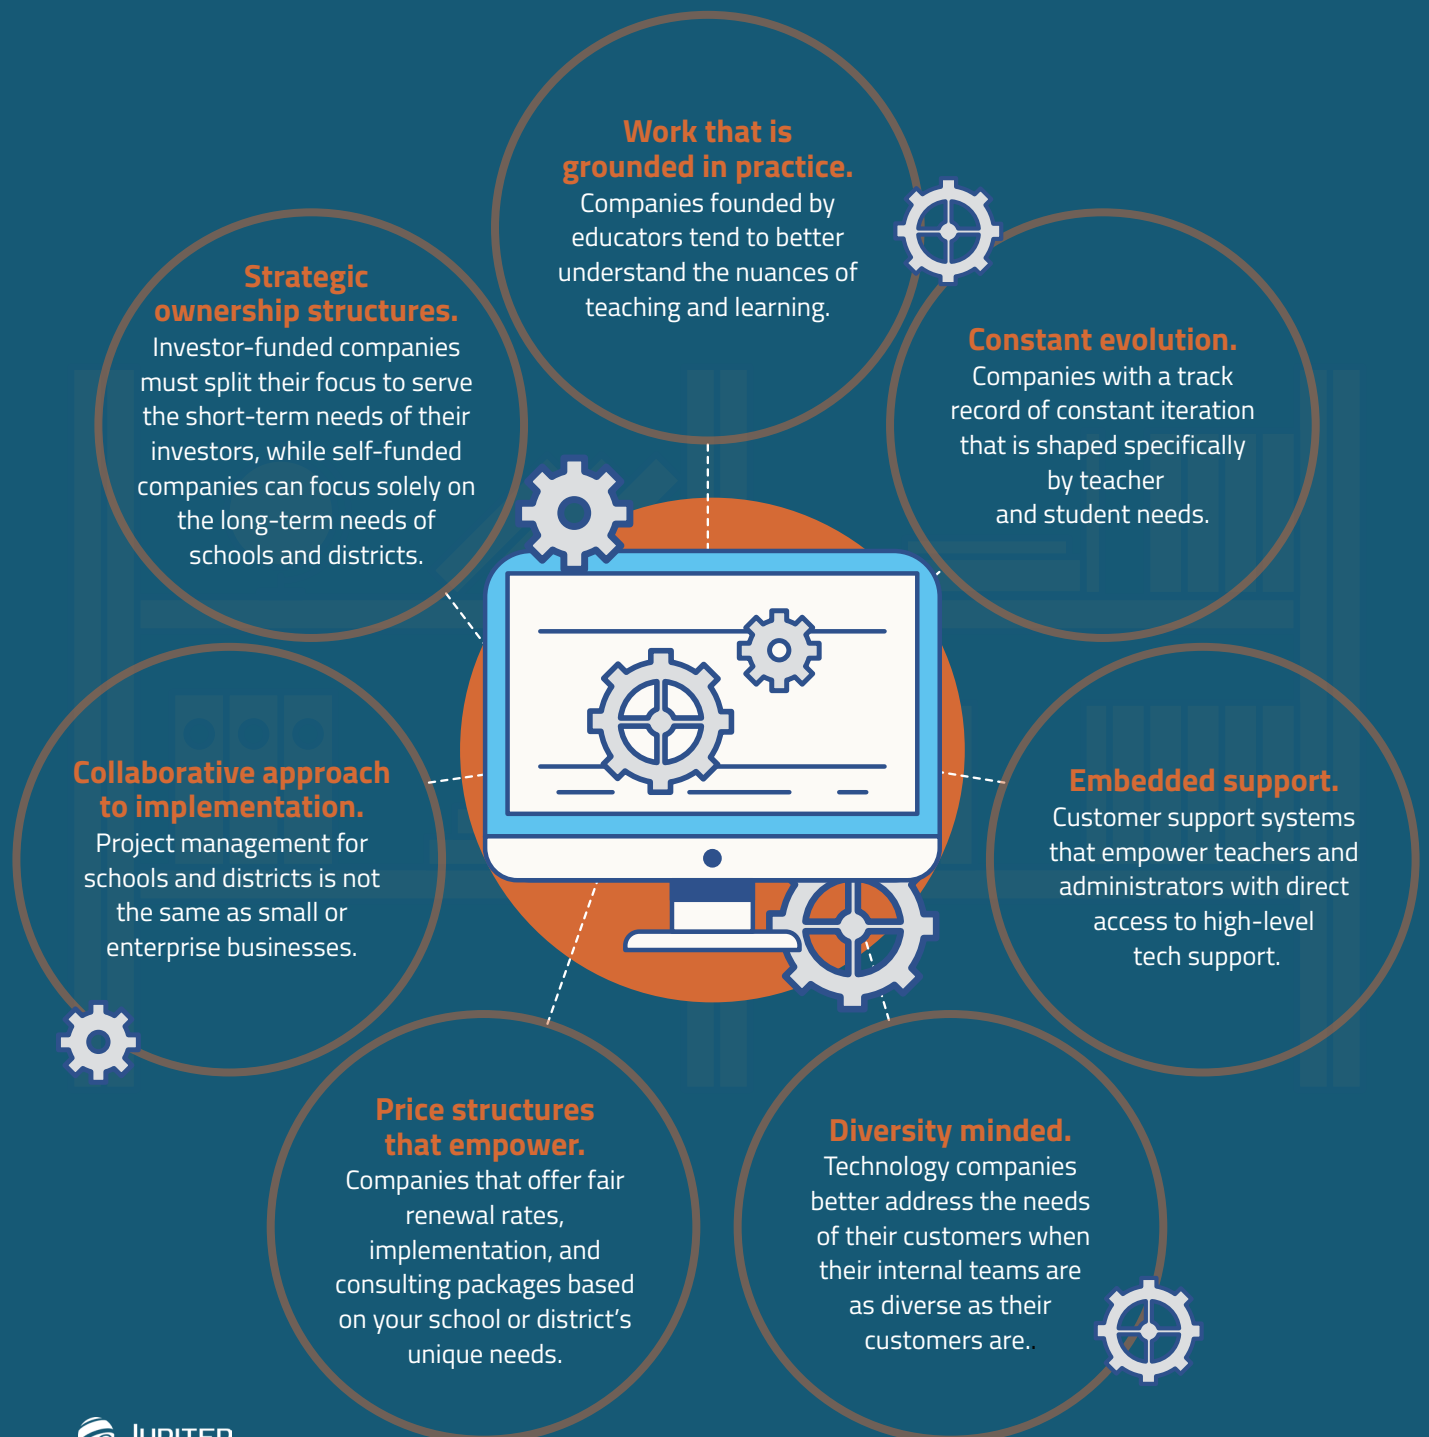 Work that is
grounded in practice.
Companies founded by
educators tend to better
understand the nuances of
teaching and learning.
Strategic
ownership structures.
Investor-funded companies
must split their focus to serve
the short-term needs of their
investors, while self-funded
companies can focus solely on
the long-term needs of
schools and districts.
Constant evolution.
Companies with a track
record of constant iteration
that is shaped specifically
by teacher
and student needs.
Collaborative approach
to implementation.
Project management for
schools and districts is not
the same as small or
enterprise businesses.
Embedded support.
Customer support systems
that empower teachers and
administrators with direct
access to high-level
tech support.
Price structures
that empower.
Companies that offer fair
renewal rates,
implementation, and
consulting packages based
on your school or district's
unique needs.
Diversity minded.
Technology companies
better address the needs
of their customers when
their internal teams are
as diverse as their
customers are..
JUPITER